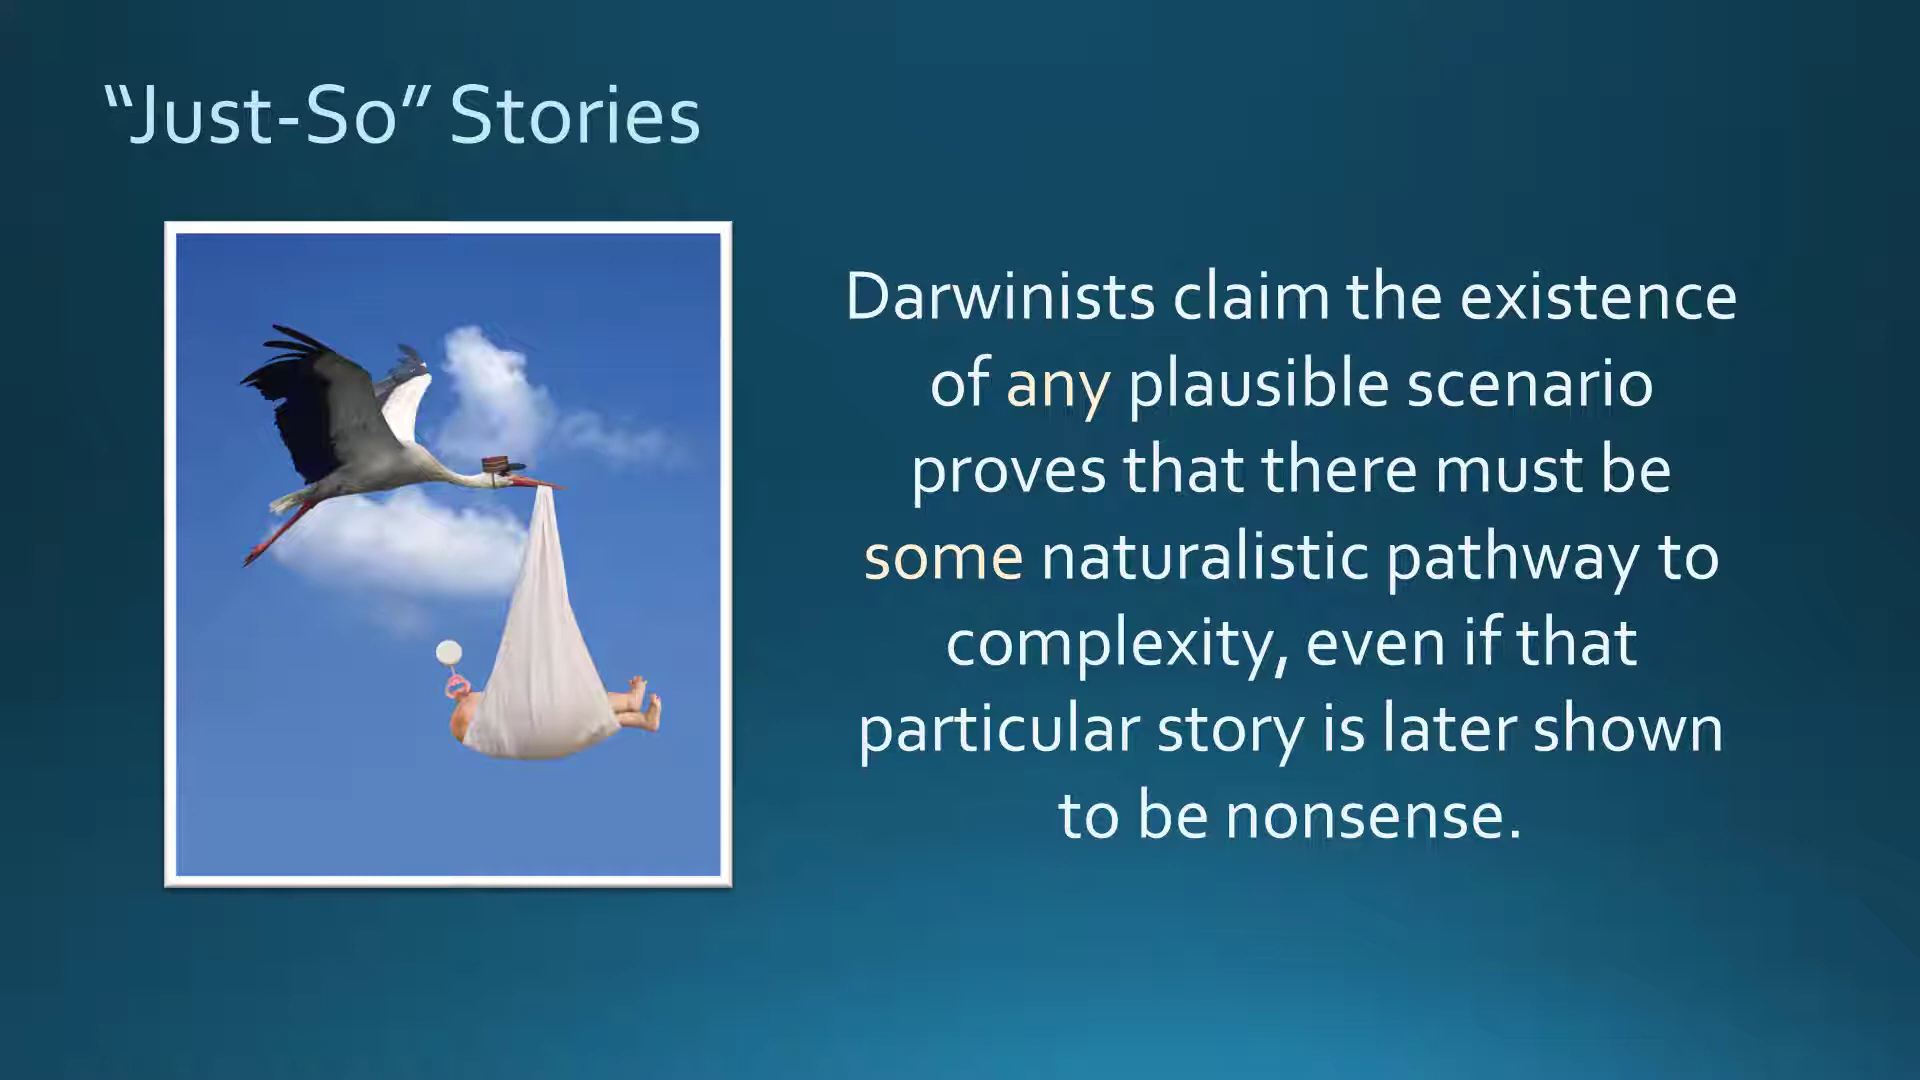 “Just-So” Stories
Darwinists claim the existence
of any plausible scenario
proves that there must be
some naturalistic pathway to
complexity, even if that
particular story is later shown
to be nonsense.